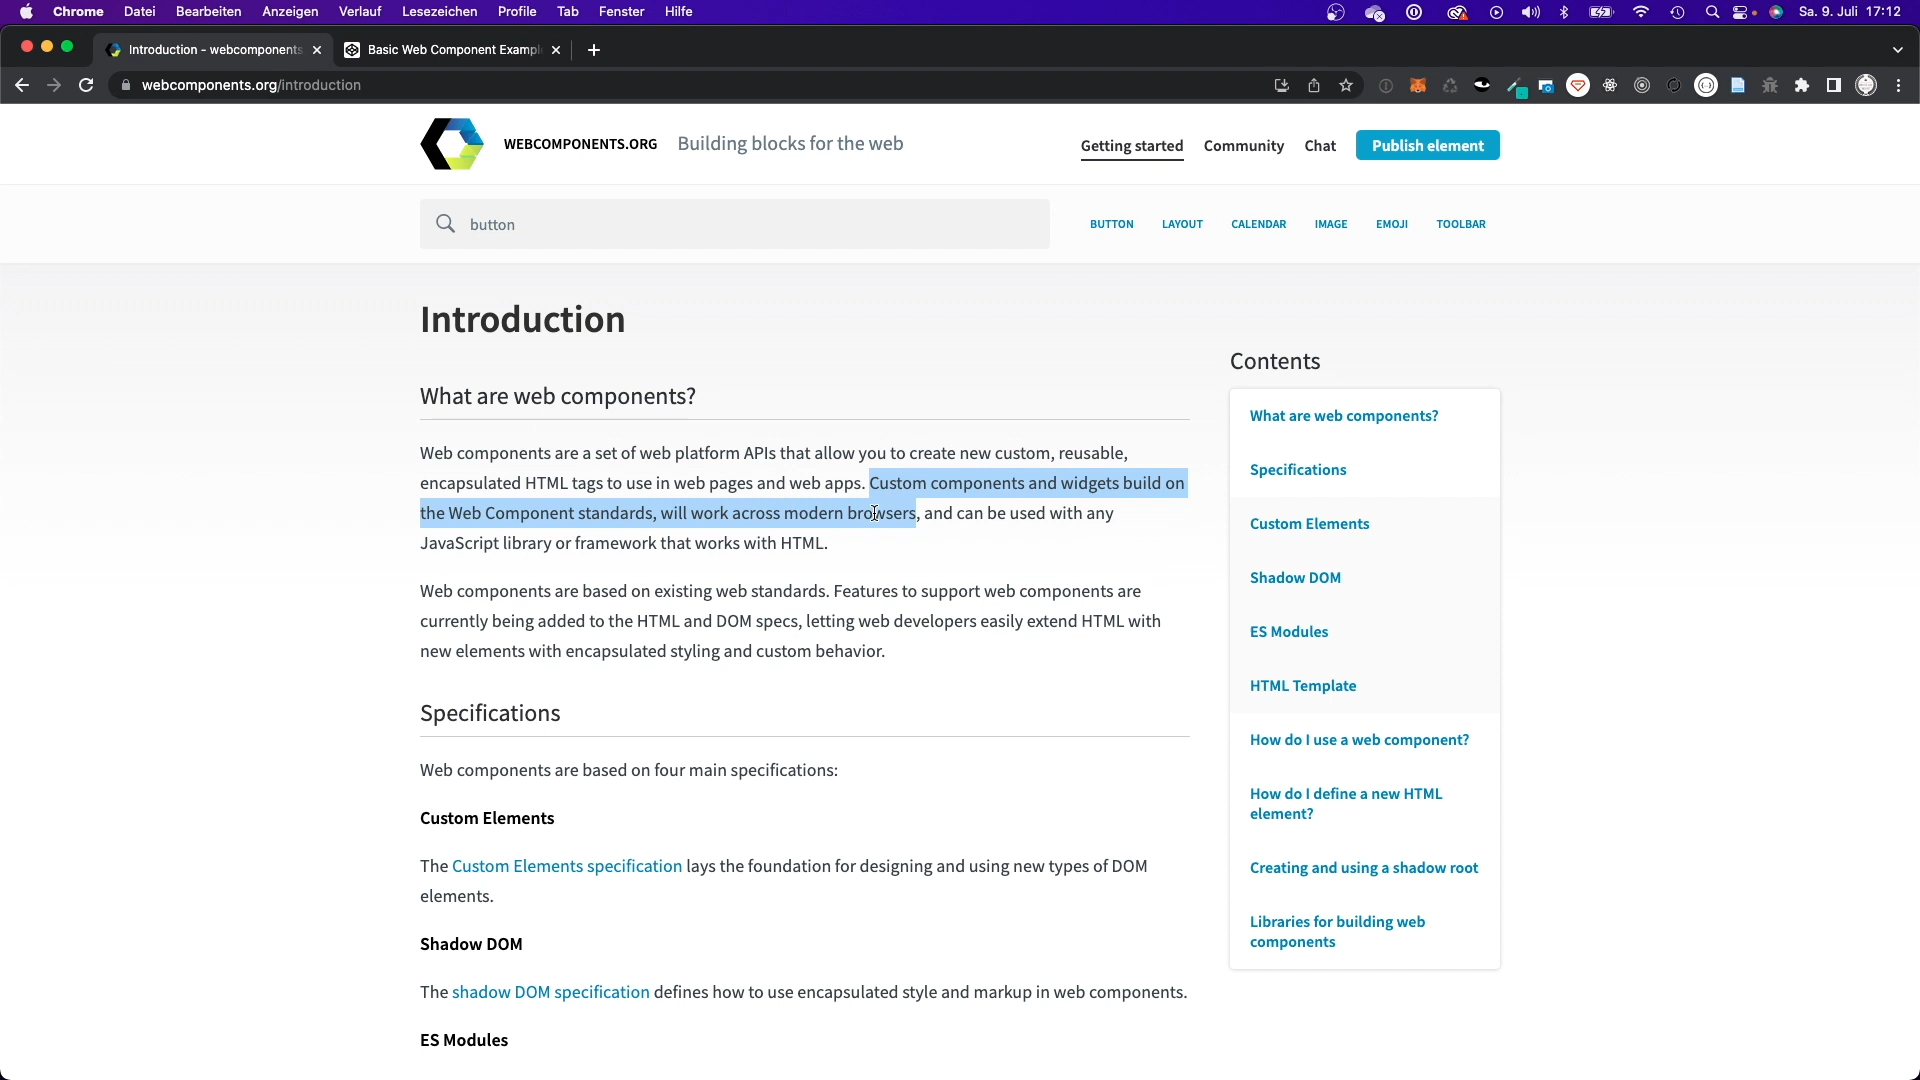 Chrome Datei Bearbeiten Anzeigen Verlauf Lesezeichen Profile Tab Fenster Hilfe Sa. 9. Juli 17:12
Introduction - webcomponents Basic Web Component Exampl
webcomponents.org/introduction
WEBCOMPONENTS.ORG Building blocks for the web Getting started Community Chat Publish element
button BUTTON LAYOUT CALENDAR IMAGE EMOJI TOOLBAR
Introduction
What are web components?
Web components are a set of web platform APIs that allow you to create new custom, reusable,
encapsulated HTML tags to use in web pages and web apps. Custom components and widgets build on
the Web Component standards, will work across modern browsers, and can be used with any
JavaScript library or framework that works with HTML.
Web components are based on existing web standards. Features to support web components are
currently being added to the HTML and DOM specs, letting web developers easily extend HTML with
new elements with encapsulated styling and custom behavior.
Specifications
Web components are based on four main specifications:
Custom Elements
The Custom Elements specification lays the foundation for designing and using new types of DOM
elements.
Shadow DOM
The shadow DOM specification defines how to use encapsulated style and markup in web components.
ES Modules
Contents
What are web components?
Specifications
Custom Elements
Shadow DOM
ES Modules
HTML Template
How do I use a web component?
How do I define a new HTML
element?
Creating and using a shadow root
Libraries for building web
components